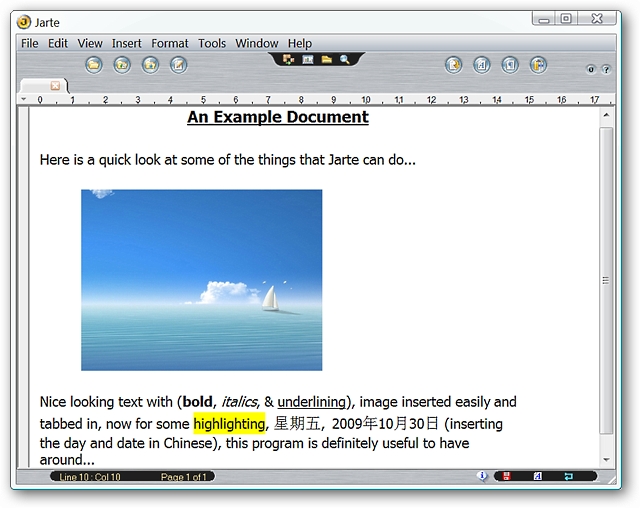 Jarte
File Edit View Insert Format Tools Window Help
0 1 2 3 4 5 6 7 8 9 10 11 12 13 14 15 16 17
An Example Document
Here is a quick look at some of the things that Jarte can do...
Nice looking text with (bold, italics, & underlining), image inserted easily and
tabbed in, now for some highlighting, 星期五, 2009年10月30日 (inserting
the day and date in Chinese), this program is definitely useful to have
around...
Line 10 : Col 10 Page 1 of 1